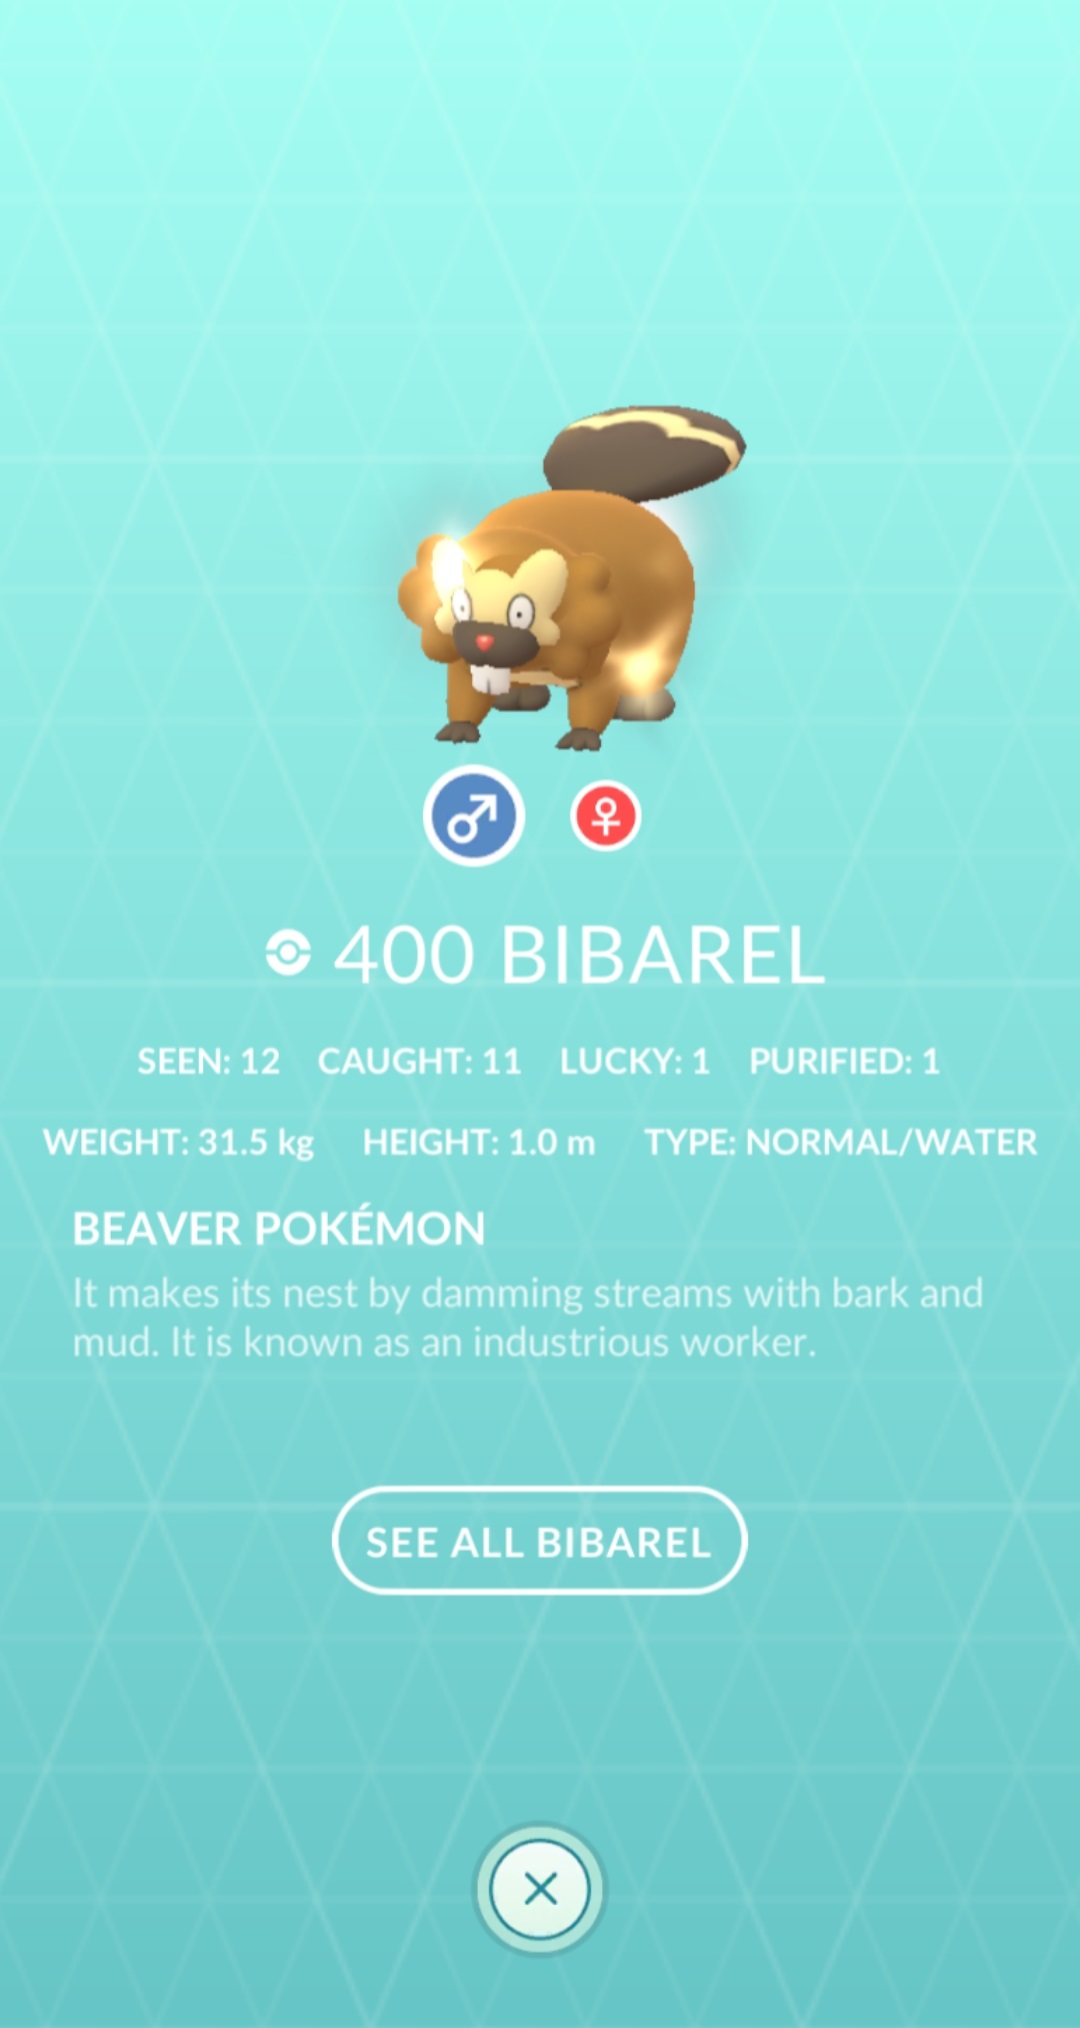 400 BIBAREL
SEEN: 12 CAUGHT: 11 LUCKY: 1 PURIFIED: 1
WEIGHT: 31.5 kg HEIGHT: 1.0 m TYPE: NORMAL/WATER
BEAVER POKÉMON
It makes its nest by damming streams with bark and
mud. It is known as an industrious worker.
SEE ALL BIBAREL